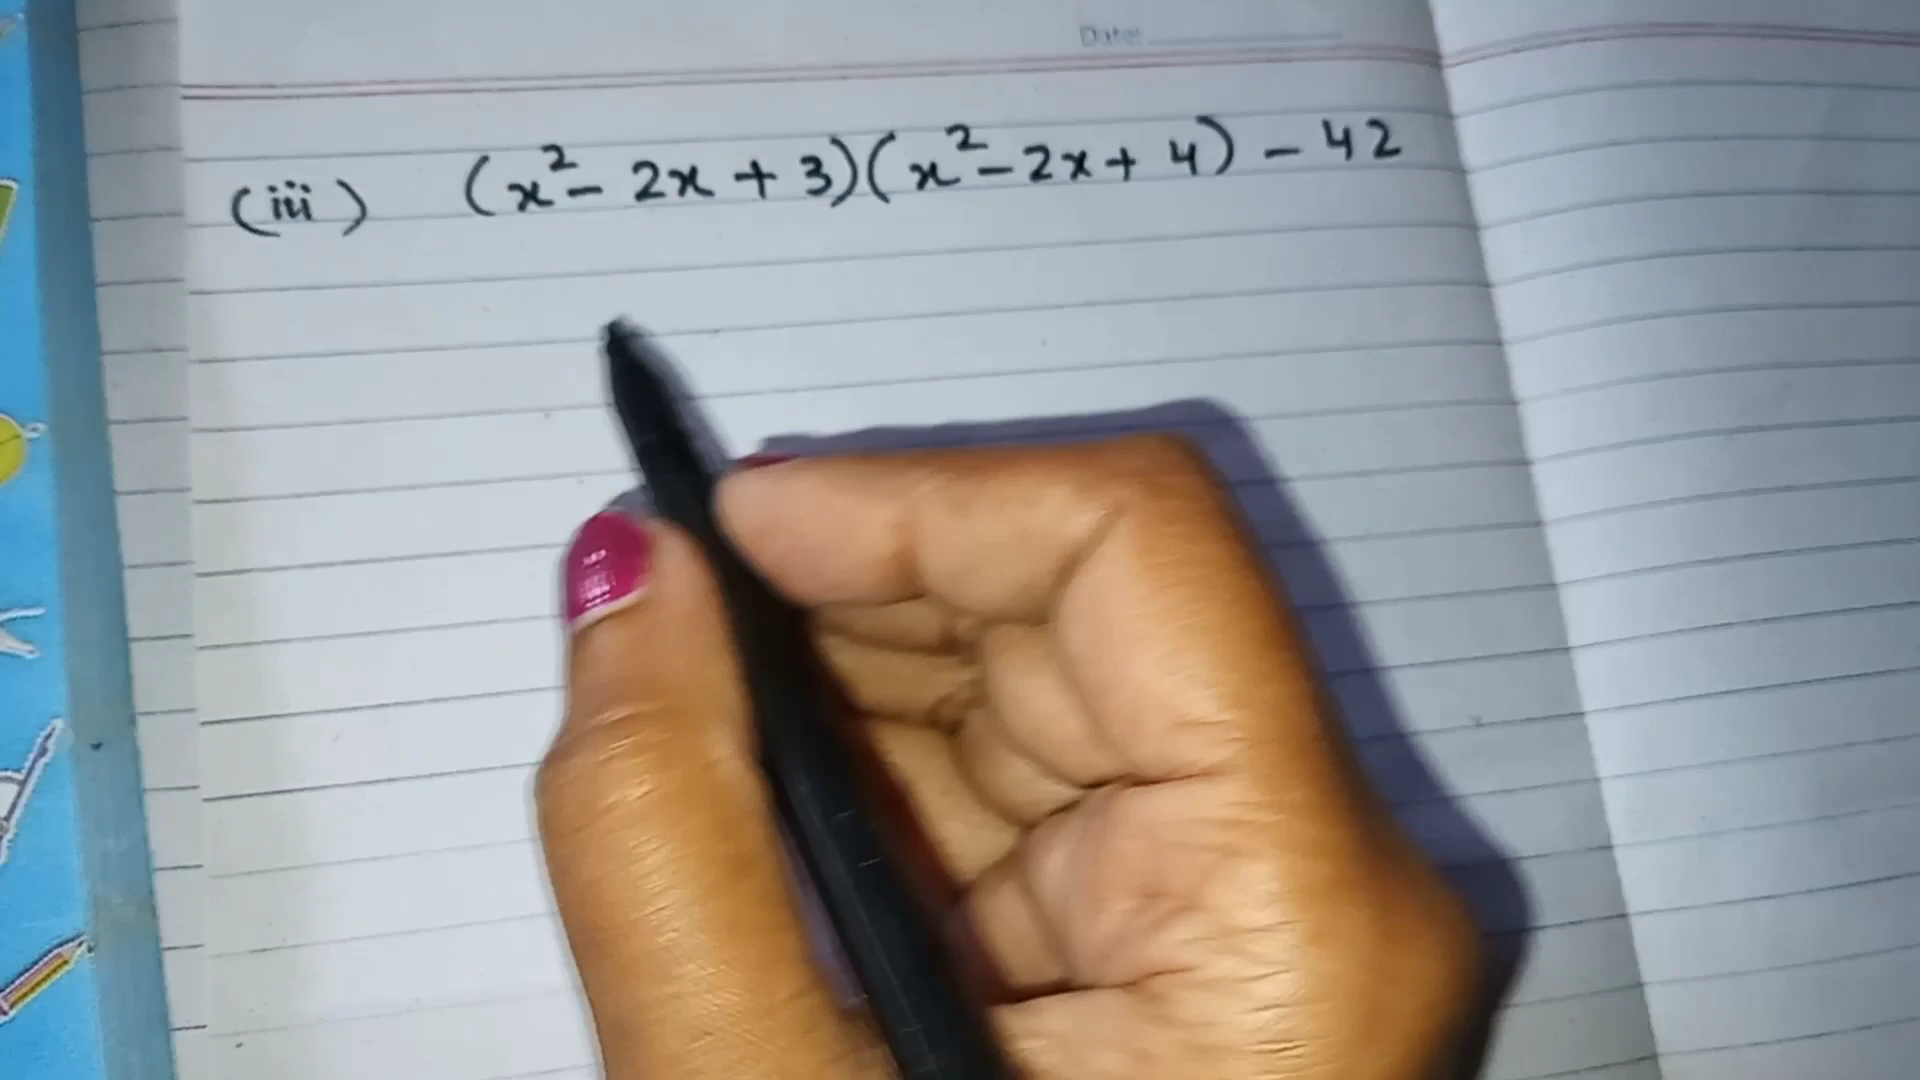 Date:
(iii) (x² - 2x + 3)(x² - 2x + 4) - 42